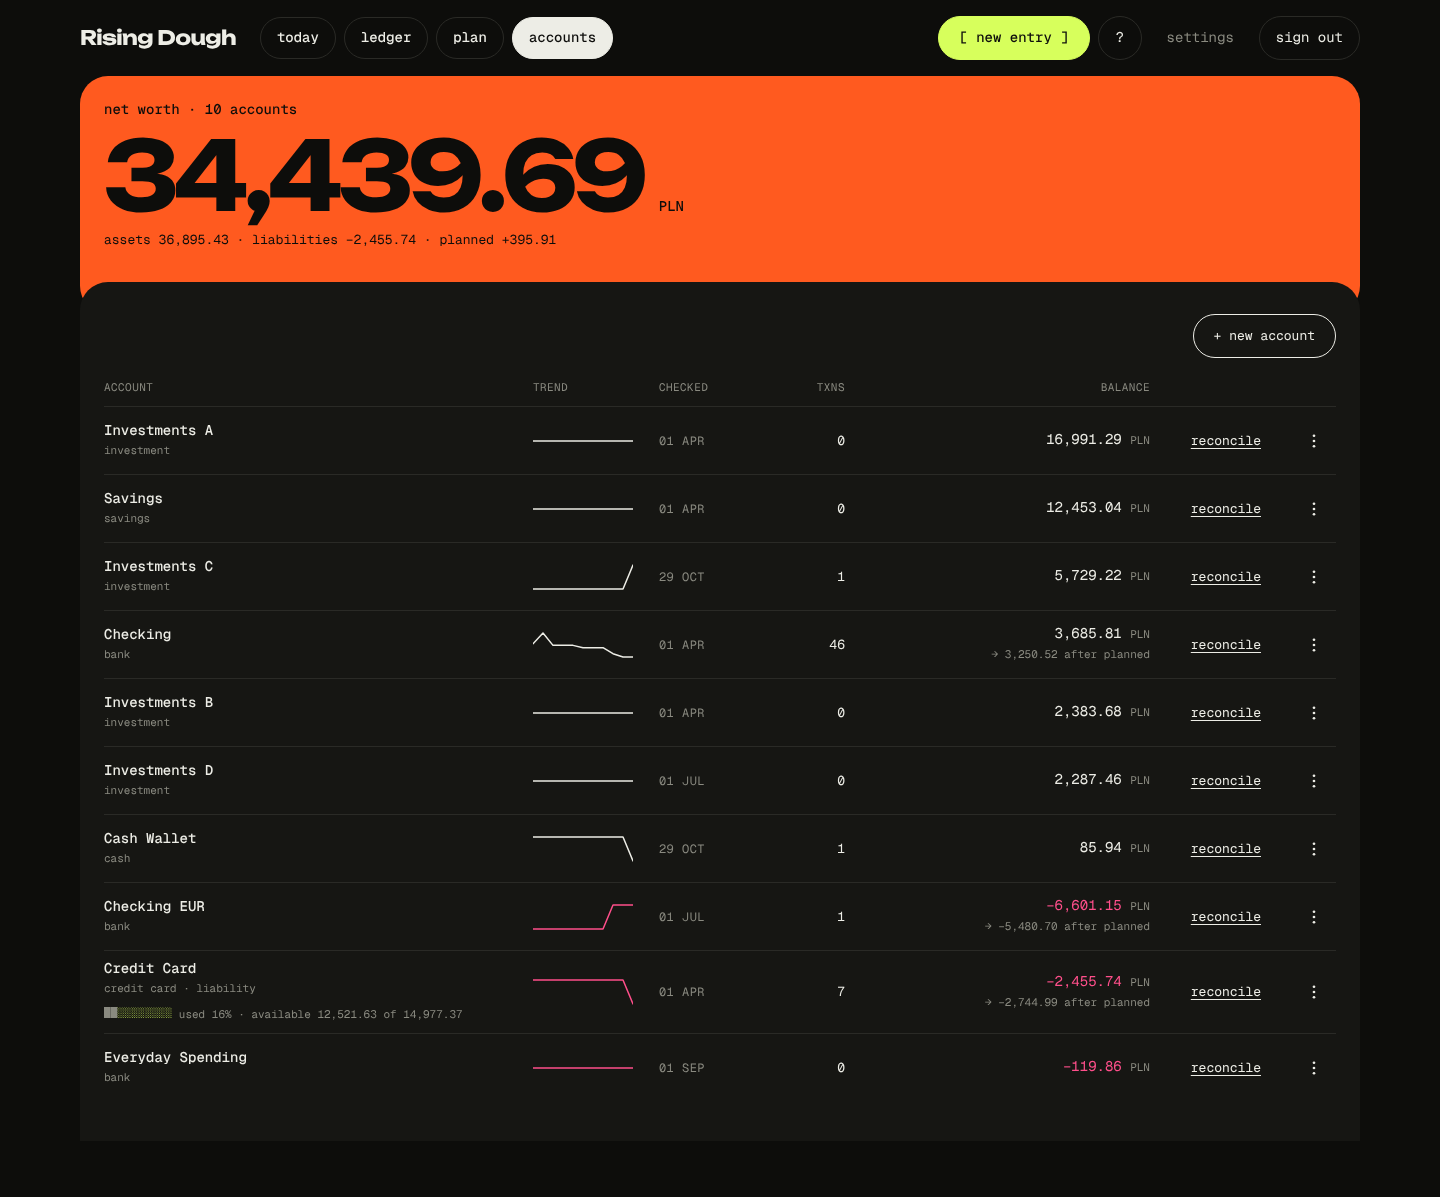 Rising Dough
today
ledger
plan
accounts
[ new entry ]
?
settings
sign out
net worth · 10 accounts
34,439.69 PLN
assets 36,895.43 · liabilities −2,455.74 · planned +395.91
+ new account
ACCOUNT TREND CHECKED TXNS BALANCE
Investments A
investment
01 APR 0 16,991.29 PLN reconcile
Savings
savings
01 APR 0 12,453.04 PLN reconcile
Investments C
investment
29 OCT 1 5,729.22 PLN reconcile
Checking
bank
01 APR 46 3,685.81 PLN reconcile
→ 3,250.52 after planned
Investments B
investment
01 APR 0 2,383.68 PLN reconcile
Investments D
investment
01 JUL 0 2,287.46 PLN reconcile
Cash Wallet
cash
29 OCT 1 85.94 PLN reconcile
Checking EUR
bank
01 JUL 1 −6,601.15 PLN reconcile
→ −5,480.70 after planned
Credit Card
credit card · liability
used 16% · available 12,521.63 of 14,977.37
01 APR 7 −2,455.74 PLN reconcile
→ −2,744.99 after planned
Everyday Spending
bank
01 SEP 0 −119.86 PLN reconcile